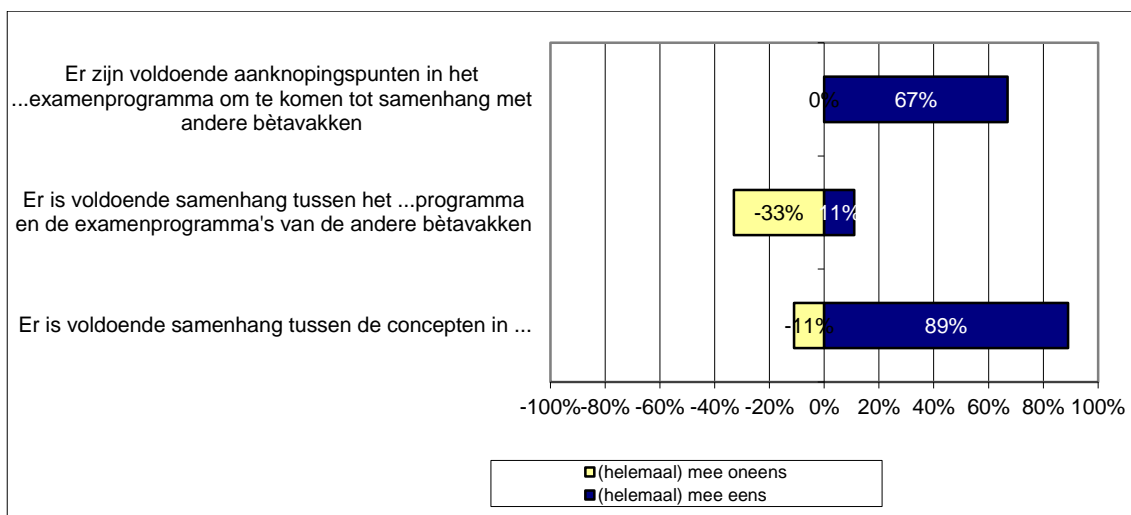 Er zijn voldoende aanknopingspunten in het
...examenprogramma om te komen tot samenhang met
andere bètavakken
0%
67%
Er is voldoende samenhang tussen het ...programma
en de examenprogramma's van de andere bètavakken
-33%
11%
Er is voldoende samenhang tussen de concepten in ...
-11%
89%
-100% -80% -60% -40% -20% 0% 20% 40% 60% 80% 100%
(helemaal) mee oneens
(helemaal) mee eens